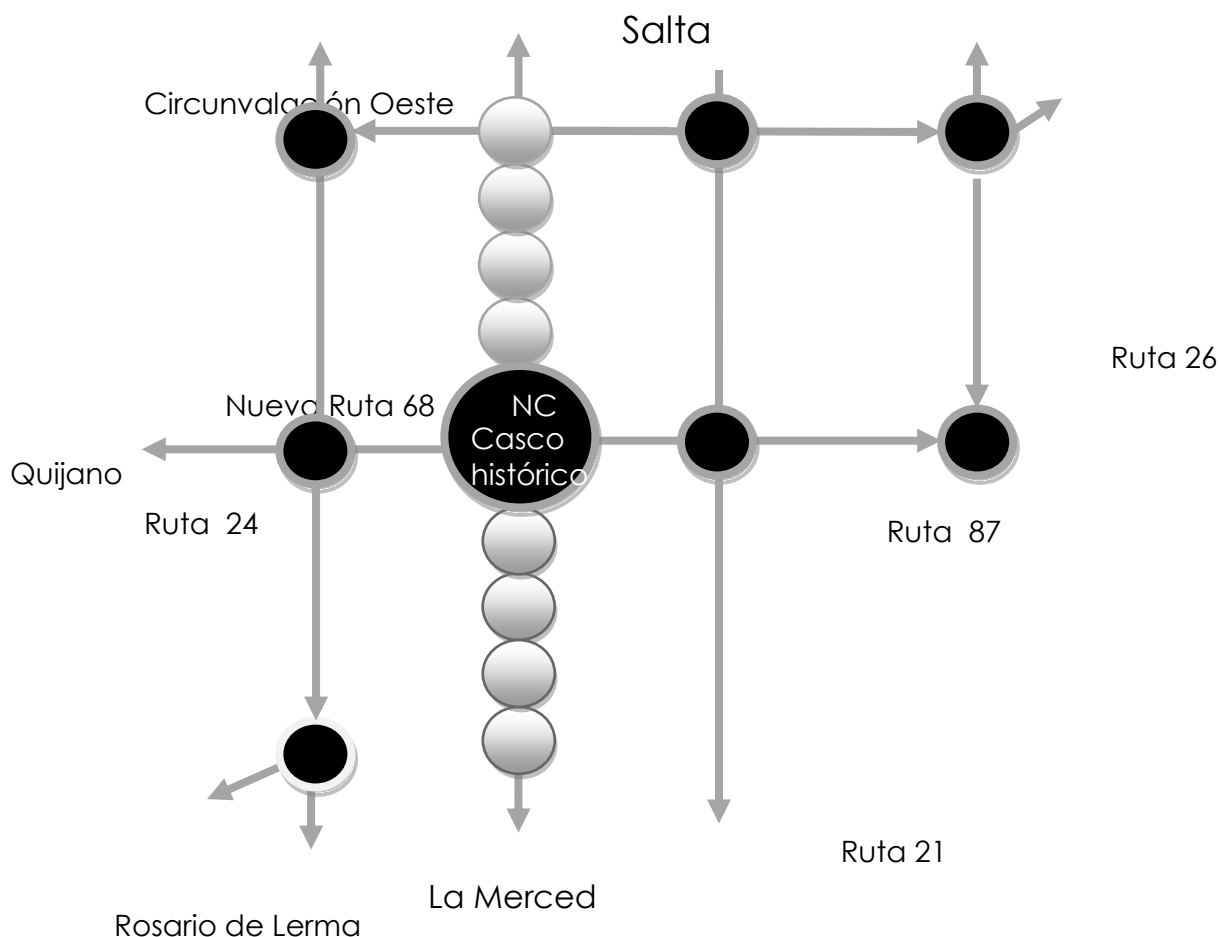 Salta
Circunvalación Oeste
Ruta 26
Nueva Ruta 68
NC
Casco
histórico
Quijano
Ruta 24
Ruta 87
Ruta 21
La Merced
Rosario de Lerma